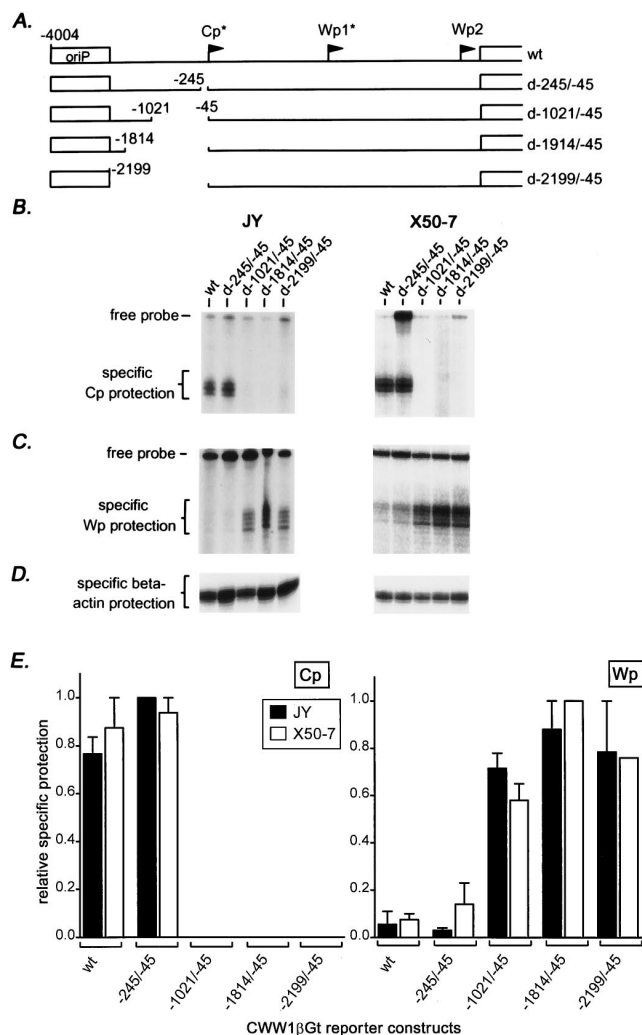 A.
-4004
Cp*
Wp1*
Wp2
oriP
wt
-245
d-245/-45
-1021
-45
d-1021/-45
-1814
d-1914/-45
-2199
d-2199/-45
B.
JY
X50-7
wt
d-245/-45
d-1021/-45
d-1814/-45
d-2199/-45
wt
d-245/-45
d-1021/-45
d-1814/-45
d-2199/-45
free probe
specific
Cp protection
C.
free probe
specific
Wp protection
D.
specific beta-
actin protection
E.
Cp
Wp
JY
X50-7
relative specific protection
1.0
0.8
0.6
0.4
0.2
0.0
1.0
0.8
0.6
0.4
0.2
0.0
wt
-245/-45
-1021/-45
-1814/-45
-2199/-45
wt
-245/-45
-1021/-45
-1814/-45
-2199/-45
CWW1βGt reporter constructs